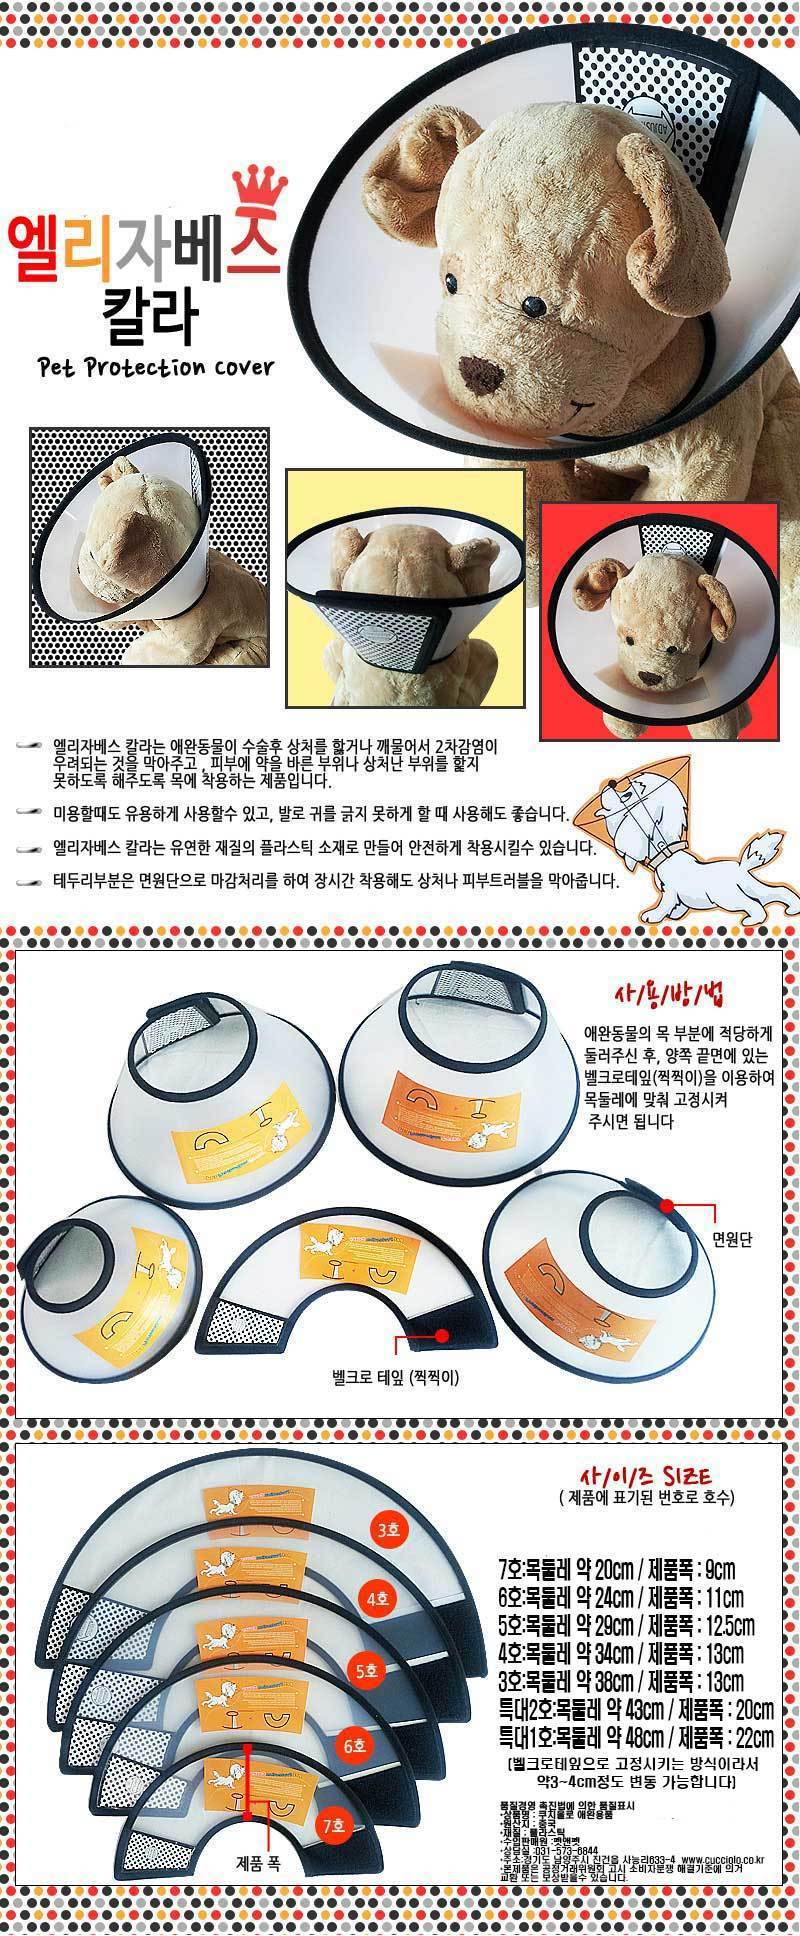 엘리자베스
칼라
Pet Protection cover
엘리자베스 칼라는 애완동물이 수술후 상처를 핥거나 깨물어서 2차감염이
우려되는 것을 막아주고 , 피부에 약을 바른 부위나 상처난 부위를 핥지
못하도록 해주도록 목에 착용하는 제품입니다.
미용할때도 유용하게 사용할수 있고, 발로 귀를 긁지 못하게 할 때 사용해도 좋습니다.
엘리자베스 칼라는 유연한 재질의 플라스틱 소재로 만들어 안전하게 착용시킬수 있습니다.
테두리부분은 면원단으로 마감처리를 하여 장시간 착용해도 상처나 피부트러블을 막아줍니다.
사/용/방/법
애완동물의 목 부분에 적당하게
둘러주신 후, 양쪽 끝면에 있는
벨크로테잎(찍찍이)을 이용하여
목둘레에 맞춰 고정시켜
주시면 됩니다
면원단
벨크로 테잎 (찍찍이)
사/이/즈 SIZE
( 제품에 표기된 번호로 호수)
3호
4호
5호
6호
7호
제품 폭
7호:목둘레 약 20cm / 제품폭 : 9cm
6호:목둘레 약 24cm / 제품폭 : 11cm
5호:목둘레 약 29cm / 제품폭 : 12.5cm
4호:목둘레 약 34cm / 제품폭 : 13cm
3호:목둘레 약 38cm / 제품폭 : 13cm
특대2호:목둘레 약 43cm / 제품폭 : 20cm
특대1호:목둘레 약 48cm / 제품폭 : 22cm
[벨크로테잎으로 고정시키는 방식이라서
약3~4cm정도 변동 가능합니다]
품질경영 촉진법에 의한 품질표시
·상품명 : 쿠치올로 애완용품
·원산지 : 중국
·재질 : 플라스틱
·수입판매원 :펫앤펫
·상담실 :031-573-8844
·주소:경기도 남양주시 진건읍 사능리633-4 www.cucciolo.co.kr
·본제품은 공정거래위원회 고시 소비자분쟁 해결기준에 의거
교환 또는 보상받을수 있습니다.